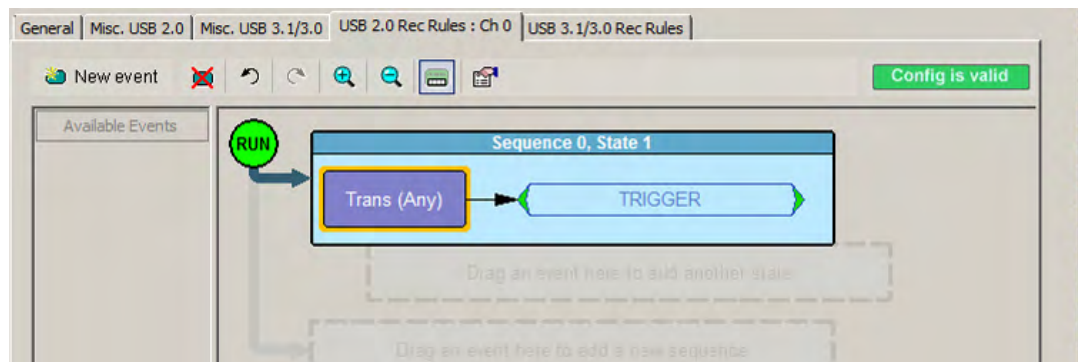 General Misc. USB 2.0 Misc. USB 3.1/3.0 USB 2.0 Rec Rules : Ch 0 USB 3.1/3.0 Rec Rules
New event Config is valid
Available Events
RUN
Sequence 0, State 1
Trans (Any) TRIGGER
Drag an event here to add another state
Drag an event here to add a new sequence